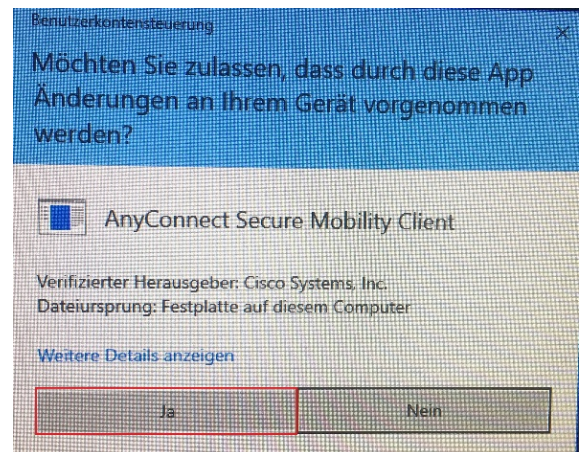 Benutzerkontensteuerung
Möchten Sie zulassen, dass durch diese App
Änderungen an Ihrem Gerät vorgenommen
werden?
AnyConnect Secure Mobility Client
Verifizierter Herausgeber: Cisco Systems, Inc.
Dateiursprung: Festplatte auf diesem Computer
Weitere Details anzeigen
Ja
Nein